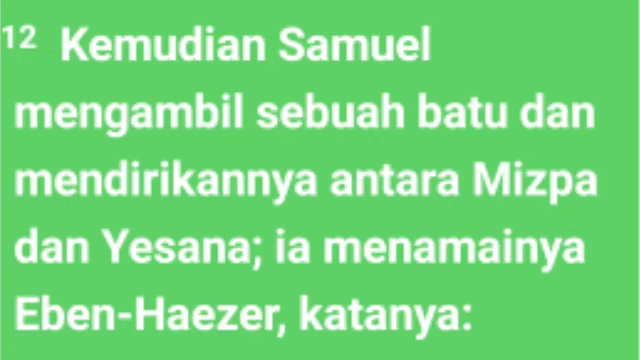 12 Kemudian Samuel
mengambil sebuah batu dan
mendirikannya antara Mizpa
dan Yesana; ia menamainya
Eben-Haezer, katanya: